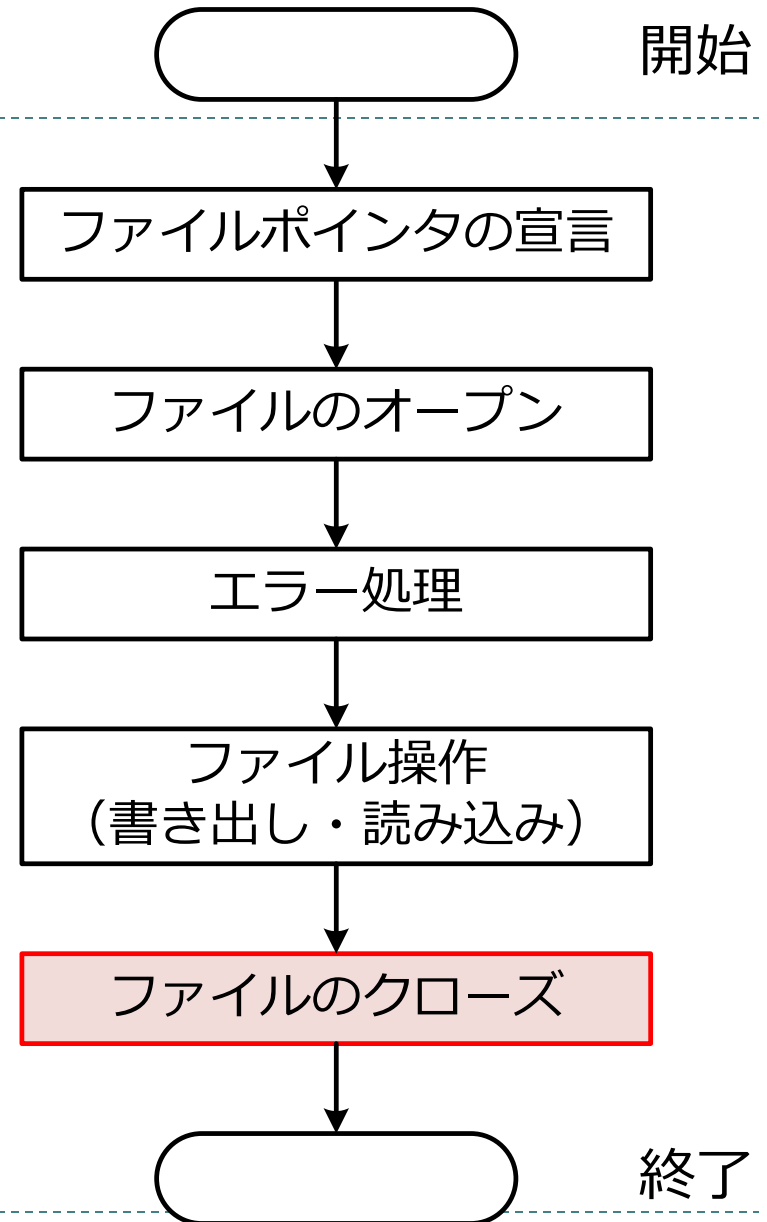 開始
ファイルポインタの宣言
ファイルのオープン
エラー処理
ファイル操作
（書き出し・読み込み）
ファイルのクローズ
終了